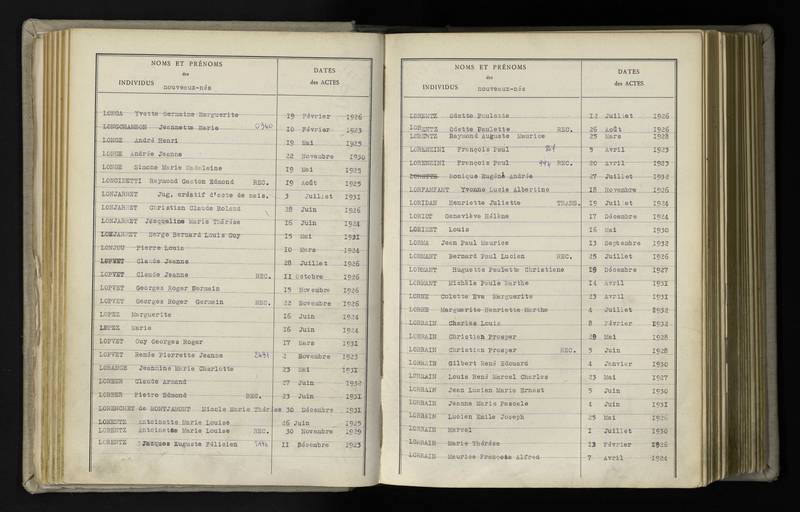 NOMS ET PRÉNOMS
des
INDIVIDUS nouveaux-nés
DATES
des ACTES
LONGA Yvette Germaine Marguerite 19 Février 1926
LONGCHAMBON Jeannette Marie 0340 10 Février 1923
LONGE André Henri 19 Mai 1925
LONGE Andrée Jeanne 22 Novembre 1930
LONGE Simone Marie Madeleine 19 Mai 1925
LONGINETTI Raymond Gaston Edmond REC. 19 Août 1925
LONJARRET Jug. crédit d'acte de nais. 3 Juillet 1931
LONJARRET Christian Claude Roland 28 Juin 1926
LONJARRET Jacqueline Marie Thérèse 16 Juin 1924
LONJARRET Serge Bernard Louis Guy 15 Mai 1931
LONJOU Pierre Louis 10 Mars 1924
LOPVET Claude Jeanne 28 Juillet 1926
LOPVET Claude Jeanne REC. 11 Octobre 1926
LOPVET Georges Roger Germain 15 Novembre 1926
LOPVET Georges Roger Germain REC. 22 Novembre 1926
LOPEZ Marguerite 16 Juin 1924
LOPEZ Marie 16 Juin 1924
LOPVET Guy Georges Roger 17 Mars 1931
LOPVET Renée Pierrette Jeanne 2 Novembre 1923
LORANGE Jeannine Marie Charlotte 23 Mai 1931
LORBER Claude Armand 27 Juin 1932
LORBER Pietro Edmond REC. 23 Juin 1931
LORENCHET de MONTJAMONT Nicole Marie Thérèse 30 Décembre 1931
LORENTZ Antoinette Marie Louise 26 Juin 1925
LORENTZ Antoinette Marie Louise REC. 30 Novembre 1929
LORENTZ Jacques Auguste Félicien 11 Décembre 1923
NOMS ET PRÉNOMS
des
INDIVIDUS nouveaux-nés
DATES
des ACTES
LORENTZ Odette Paulette 12 Juillet 1926
LORENTZ Odette Paulette REC. 26 Août 1926
LORENTZ Raymond Auguste Maurice 25 Mars 1928
LORENZINI François Paul 5 Avril 1923
LORENZINI François Paul REC. 20 Avril 1923
LORETTE Monique Eugénè Andrée 27 Juillet 1932
LORFANFANT Yvonne Lucie Albertine 18 Novembre 1926
LORIDAN Henriette Juliette TRANS. 19 Juillet 1924
LORIOT Geneviève Hélène 17 Décembre 1924
LORIZET Louis 16 Mai 1930
LORMA Jean Paul Maurice 13 Septembre 1932
LORMANT Bernard Paul Lucien REC. 25 Juillet 1926
LORMANT Huguette Paulette Christiane 19 Décembre 1927
LORMANT Michèle Paule Marthe 14 Avril 1931
LORNE Colette Eva Marguerite 23 Avril 1931
LORNE Marguerite Henriette Marthe 4 Juillet 1932
LORRAIN Charles Louis 8 Février 1932
LORRAIN Christian Prosper 29 Mai 1928
LORRAIN Christian Prosper REC. 5 Juin 1928
LORRAIN Gilbert René Edouard 4 Janvier 1930
LORRAIN Louis René Marcel Charles 23 Mai 1927
LORRAIN Jean Lucien Marie Ernest 5 Juin 1930
LORRAIN Jeanne Marie Pascale 4 Juin 1931
LORRAIN Lucien Emile Joseph 25 Mai 1926
LORRAIN Marcel 1 Juillet 1930
LORRAIN Marie Thérèse 13 Février 1926
LORRAIN Maurice François Alfred 7 Avril 1924